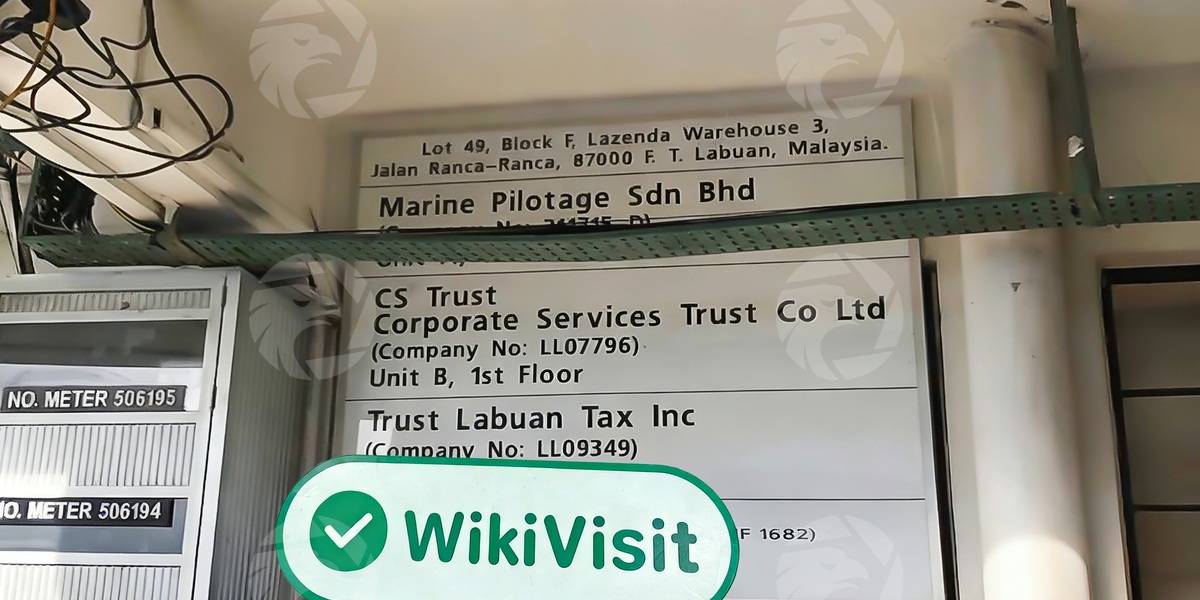 Lot 49, Block F, Lazenda Warehouse 3,
Jalan Ranca-Ranca, 87000 F. T. Labuan, Malaysia.
Marine Pilotage Sdn Bhd
CS Trust
Corporate Services Trust Co Ltd
(Company No: LL07796)
Unit B, 1st Floor
Trust Labuan Tax Inc
(Company No: LL09349)
F 1682)
WikiVisit
NO. METER 506195
NO. METER 506194